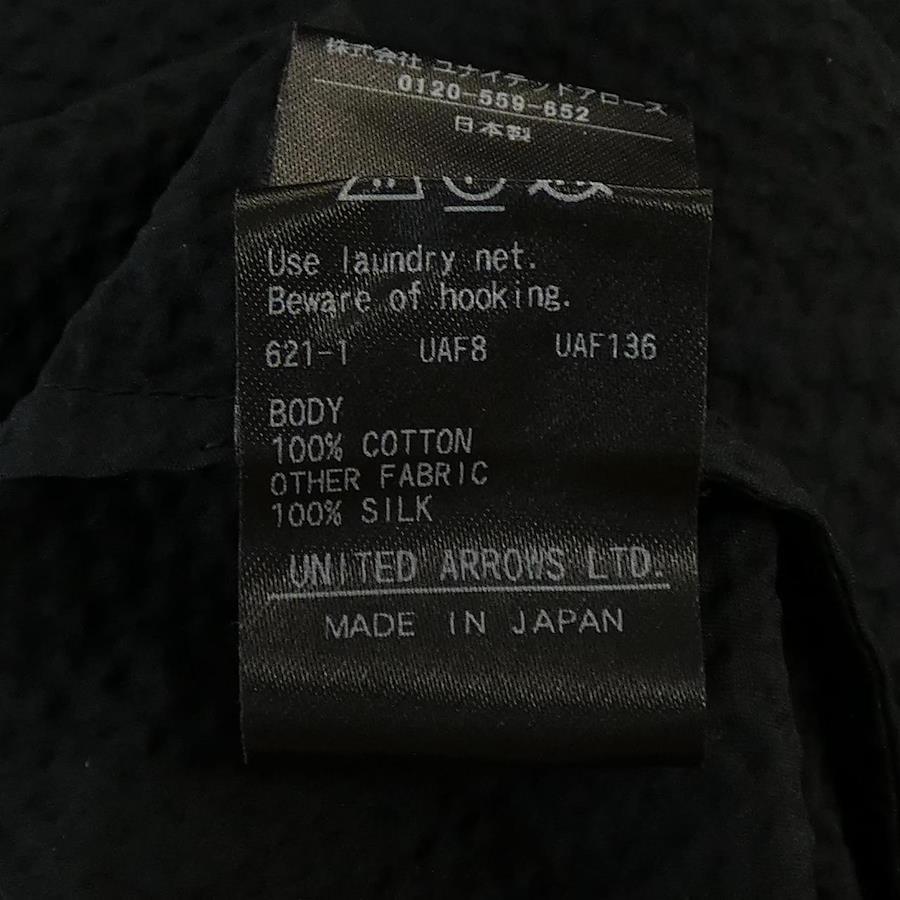 株式会社 ユナイテッドアローズ
0120-559-652
日本製
Use laundry net.
Beware of hooking.
621-1 UAF8 UAF136
BODY
100% COTTON
OTHER FABRIC
100% SILK
UNITED ARROWS LTD.
MADE IN JAPAN